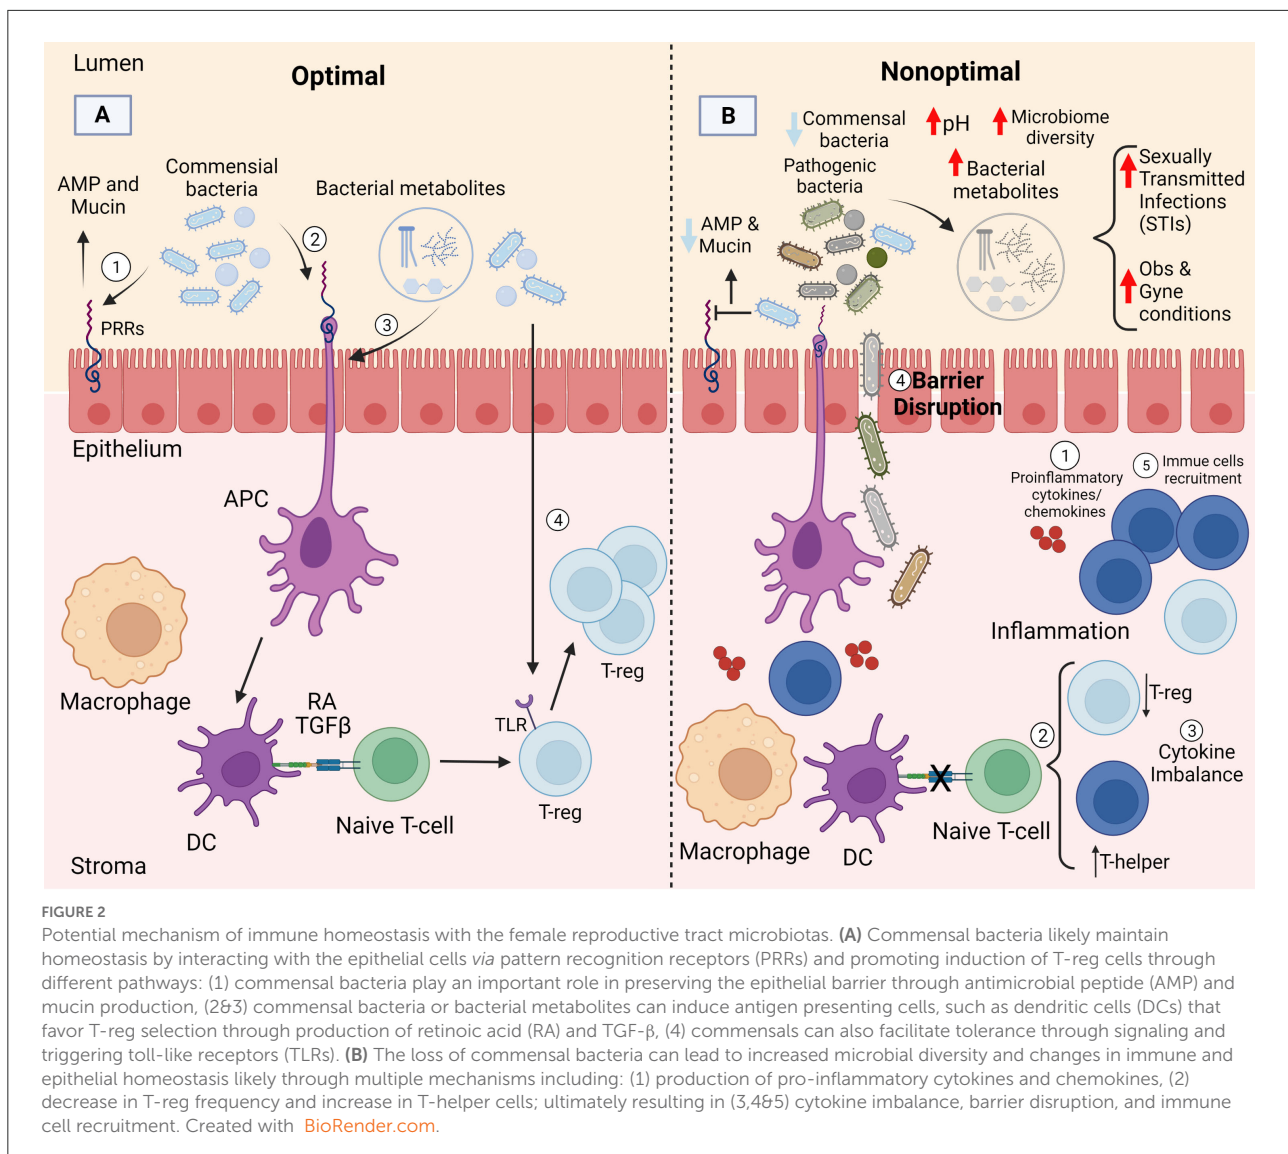 Lumen
Optimal
A
AMP and
Mucin
Commensial
bacteria
Bacterial metabolites
1
2
3
PRRs
Epithelium
APC
4
Macrophage
T-reg
RA
TGFβ
TLR
DC
Naive T-cell
T-reg
Stroma
Nonoptimal
B
Commensal
bacteria
pH
Microbiome
diversity
Pathogenic
bacteria
Bacterial
metabolites
Sexually
Transmitted
Infections
(STIs)
AMP &
Mucin
Obs &
Gyne
conditions
4
Barrier
Disruption
1
Proinflammatory
cytokines/
chemokines
5
Immue cells
recruitment
Inflammation
2
T-reg
3
Cytokine
Imbalance
Macrophage
DC
Naive T-cell
T-helper
FIGURE 2
Potential mechanism of immune homeostasis with the female reproductive tract microbiotas. (A) Commensal bacteria likely maintain
homeostasis by interacting with the epithelial cells via pattern recognition receptors (PRRs) and promoting induction of T-reg cells through
different pathways: (1) commensal bacteria play an important role in preserving the epithelial barrier through antimicrobial peptide (AMP) and
mucin production, (2&3) commensal bacteria or bacterial metabolites can induce antigen presenting cells, such as dendritic cells (DCs) that
favor T-reg selection through production of retinoic acid (RA) and TGF-β, (4) commensals can also facilitate tolerance through signaling and
triggering toll-like receptors (TLRs). (B) The loss of commensal bacteria can lead to increased microbial diversity and changes in immune and
epithelial homeostasis likely through multiple mechanisms including: (1) production of pro-inflammatory cytokines and chemokines, (2)
decrease in T-reg frequency and increase in T-helper cells; ultimately resulting in (3,4&5) cytokine imbalance, barrier disruption, and immune
cell recruitment. Created with BioRender.com.